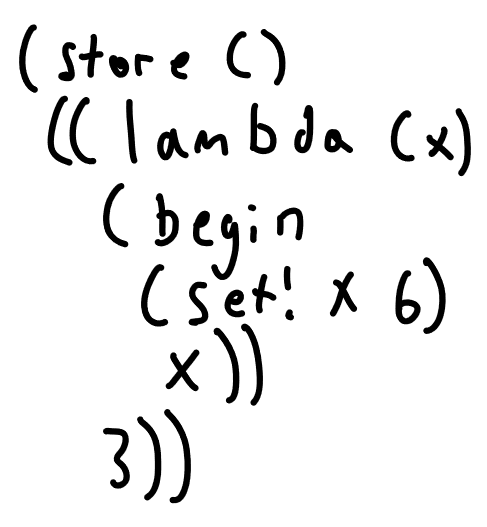 (store ()
((lambda (x)
(begin
(set! x 6)
x))
3))